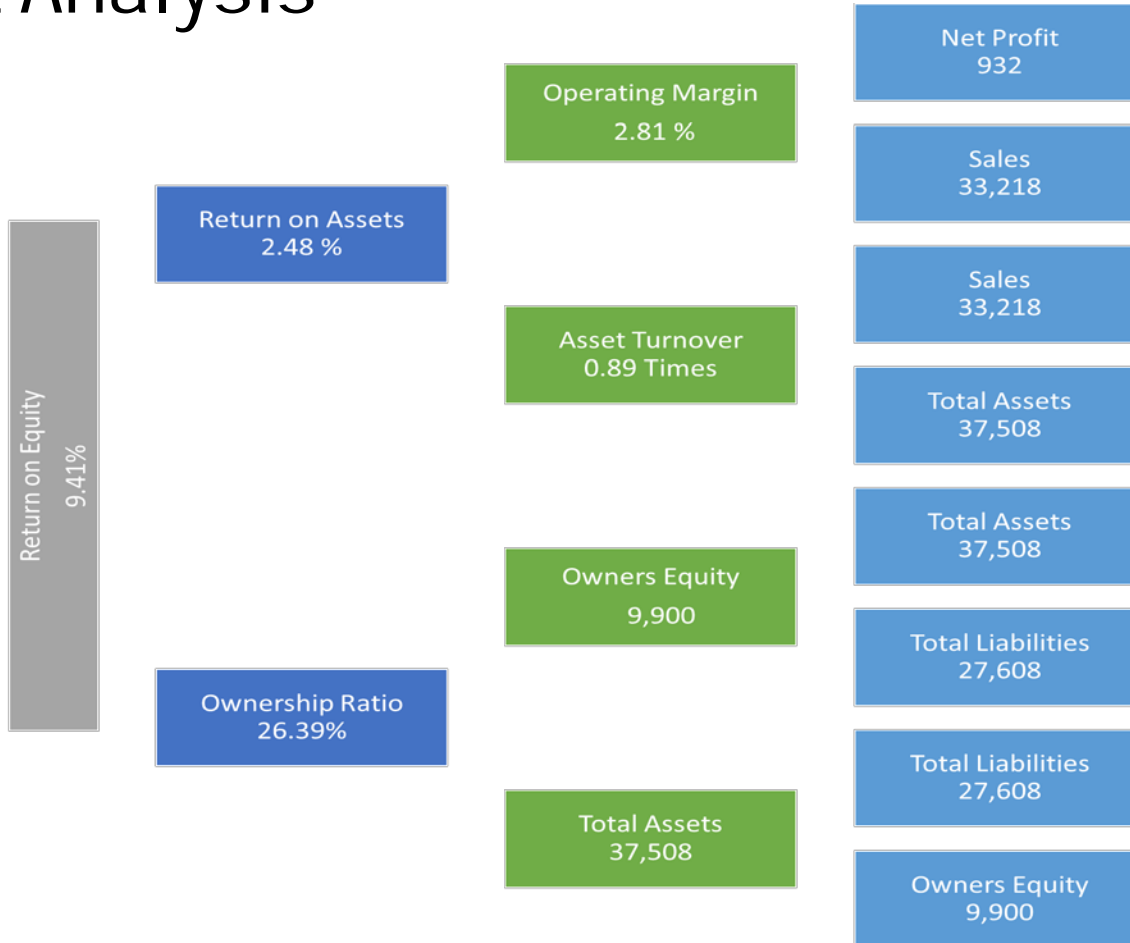 Analysis
Return on Equity
9.41%
Return on Assets
2.48 %
Ownership Ratio
26.39%
Operating Margin
2.81 %
Asset Turnover
0.89 Times
Owners Equity
9,900
Total Assets
37,508
Net Profit
932
Sales
33,218
Sales
33,218
Total Assets
37,508
Total Assets
37,508
Total Liabilities
27,608
Total Liabilities
27,608
Owners Equity
9,900